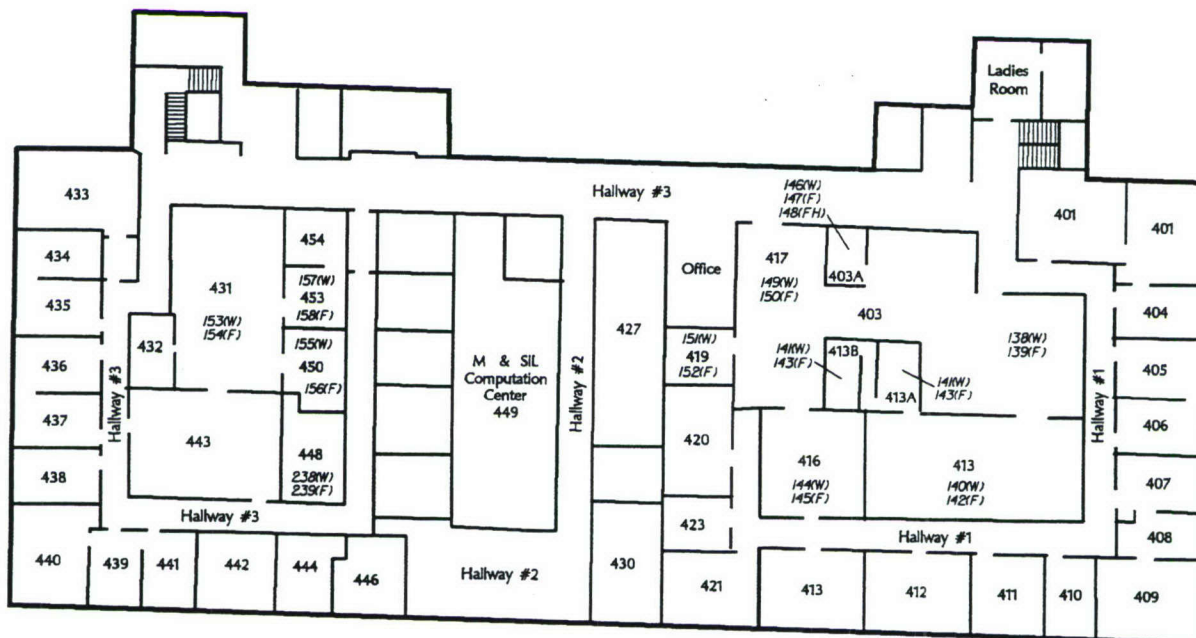 Ladies
Room
433
Hallway #3
146(W)
147(F)
148(FH)
401
401
434
454
Office
417
403A
157(W)
453
158(F)
149(W)
150(F)
435
431
153(W)
154(F)
404
403
427
432
155(W)
450
156(F)
151(W)
419
152(F)
138(W)
139(F)
436
M & SIL
Computation
Center
449
141(W)
143(F)
413B
413A
141(W)
143(F)
405
Hallway #3
Hallway #2
Hallway #1
437
443
406
420
438
448
238(W)
239(F)
416
144(W)
145(F)
413
140(W)
142(F)
407
Hallway #3
423
Hallway #1
408
440
439
441
442
444
446
Hallway #2
430
421
413
412
411
410
409